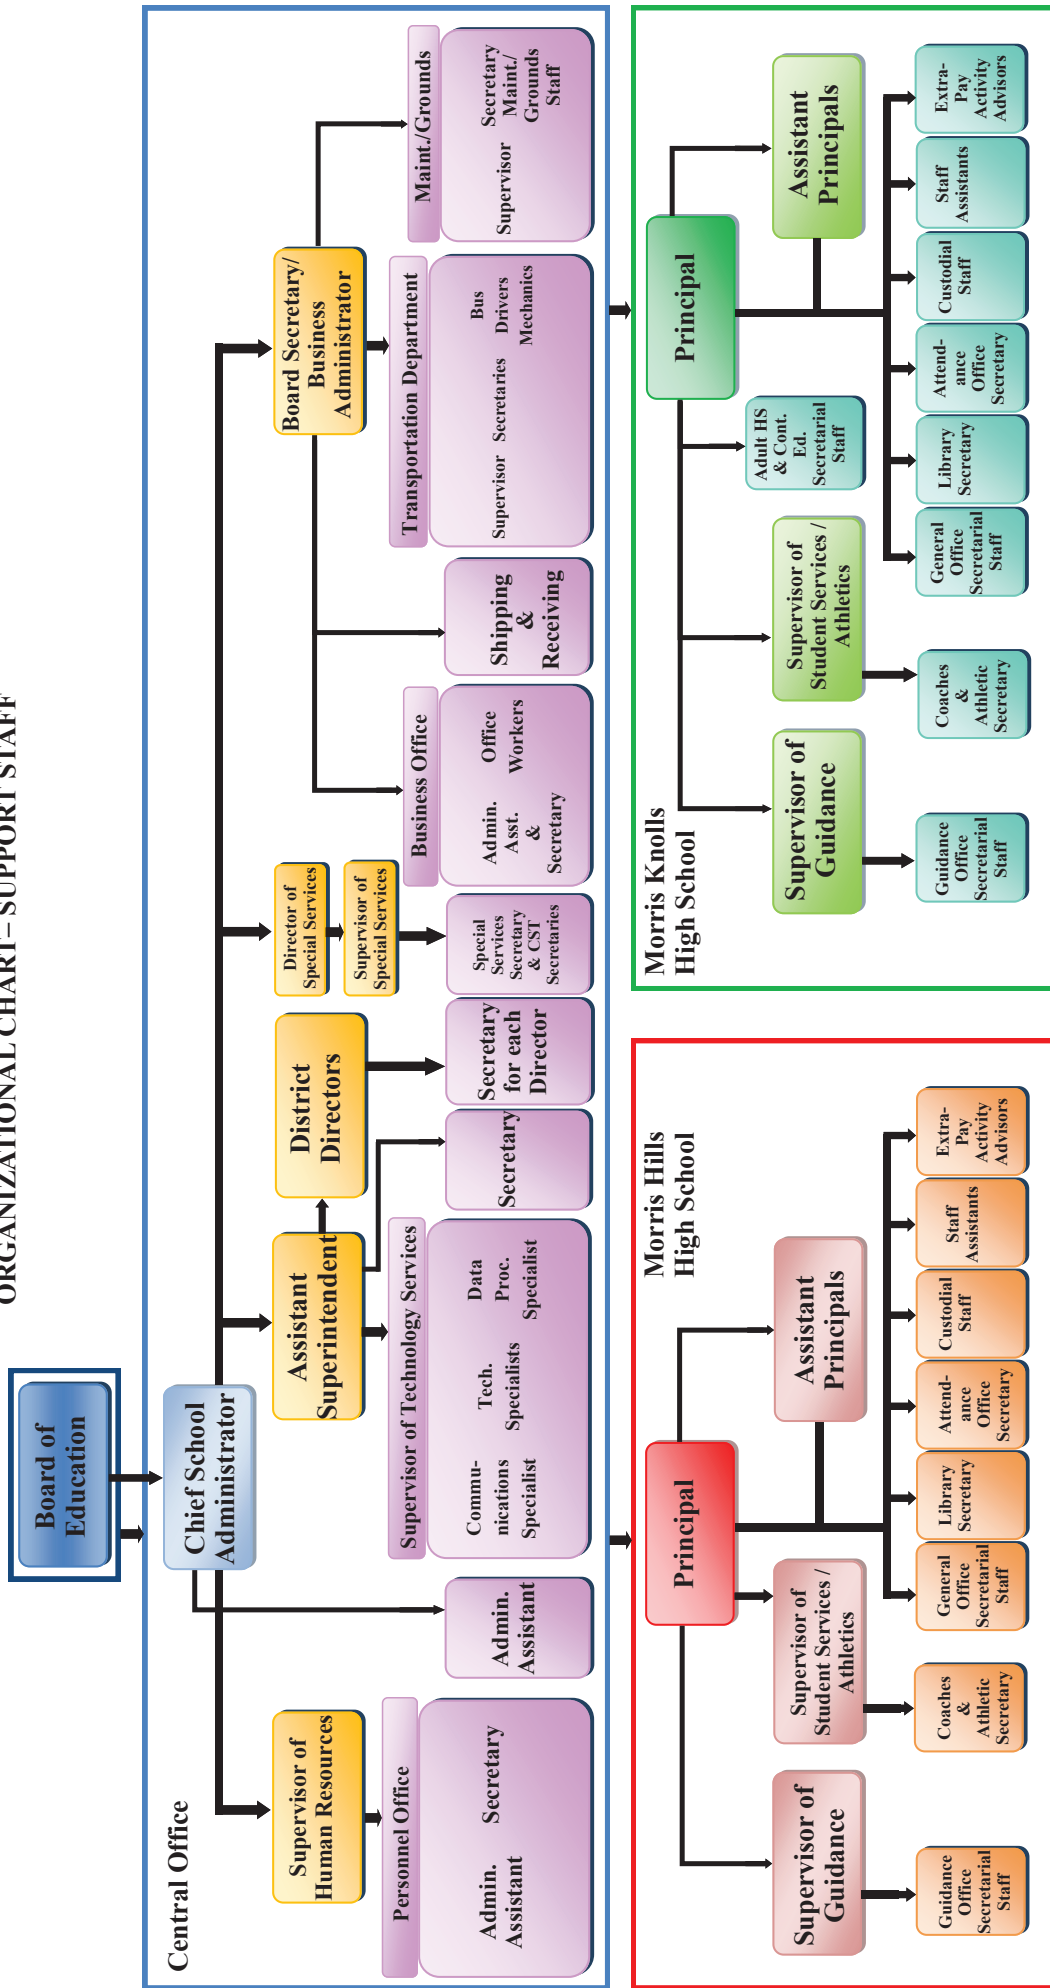 ORGANIZATIONAL CHART– SUPPORT STAFF
Board of
Education
Central Office
Chief School
Administrator
Supervisor of
Human Resources
Personnel Office
Admin.
Assistant
Secretary
Admin.
Assistant
Assistant
Superintendent
Supervisor of Technology Services
Commu-
nications
Specialist
Tech.
Specialists
Data
Proc.
Specialist
Secretary
District
Directors
Secretary
for each
Director
Director of
Special Services
Supervisor of
Special Services
Special
Services
Secretary
& CST
Secretaries
Board Secretary/
Business
Administrator
Business Office
Admin.
Asst.
&
Secretary
Office
Workers
Shipping
&
Receiving
Transportation Department
Supervisor
Secretaries
Bus
Drivers
Mechanics
Maint./Grounds
Supervisor
Secretary
Maint./
Grounds
Staff
Morris Hills
High School
Principal
Supervisor of
Guidance
Supervisor of
Student Services /
Athletics
Assistant
Principals
Guidance
Office
Secretarial
Staff
Coaches
&
Athletic
Secretary
General
Office
Secretarial
Staff
Library
Secretary
Attend-
ance
Office
Secretary
Custodial
Staff
Staff
Assistants
Extra-
Pay
Activity
Advisors
Morris Knolls
High School
Principal
Supervisor of
Guidance
Supervisor of
Student Services /
Athletics
Adult HS
& Cont.
Ed.
Secretarial
Staff
Assistant
Principals
Guidance
Office
Secretarial
Staff
Coaches
&
Athletic
Secretary
General
Office
Secretarial
Staff
Library
Secretary
Attend-
ance
Office
Secretary
Custodial
Staff
Staff
Assistants
Extra-
Pay
Activity
Advisors